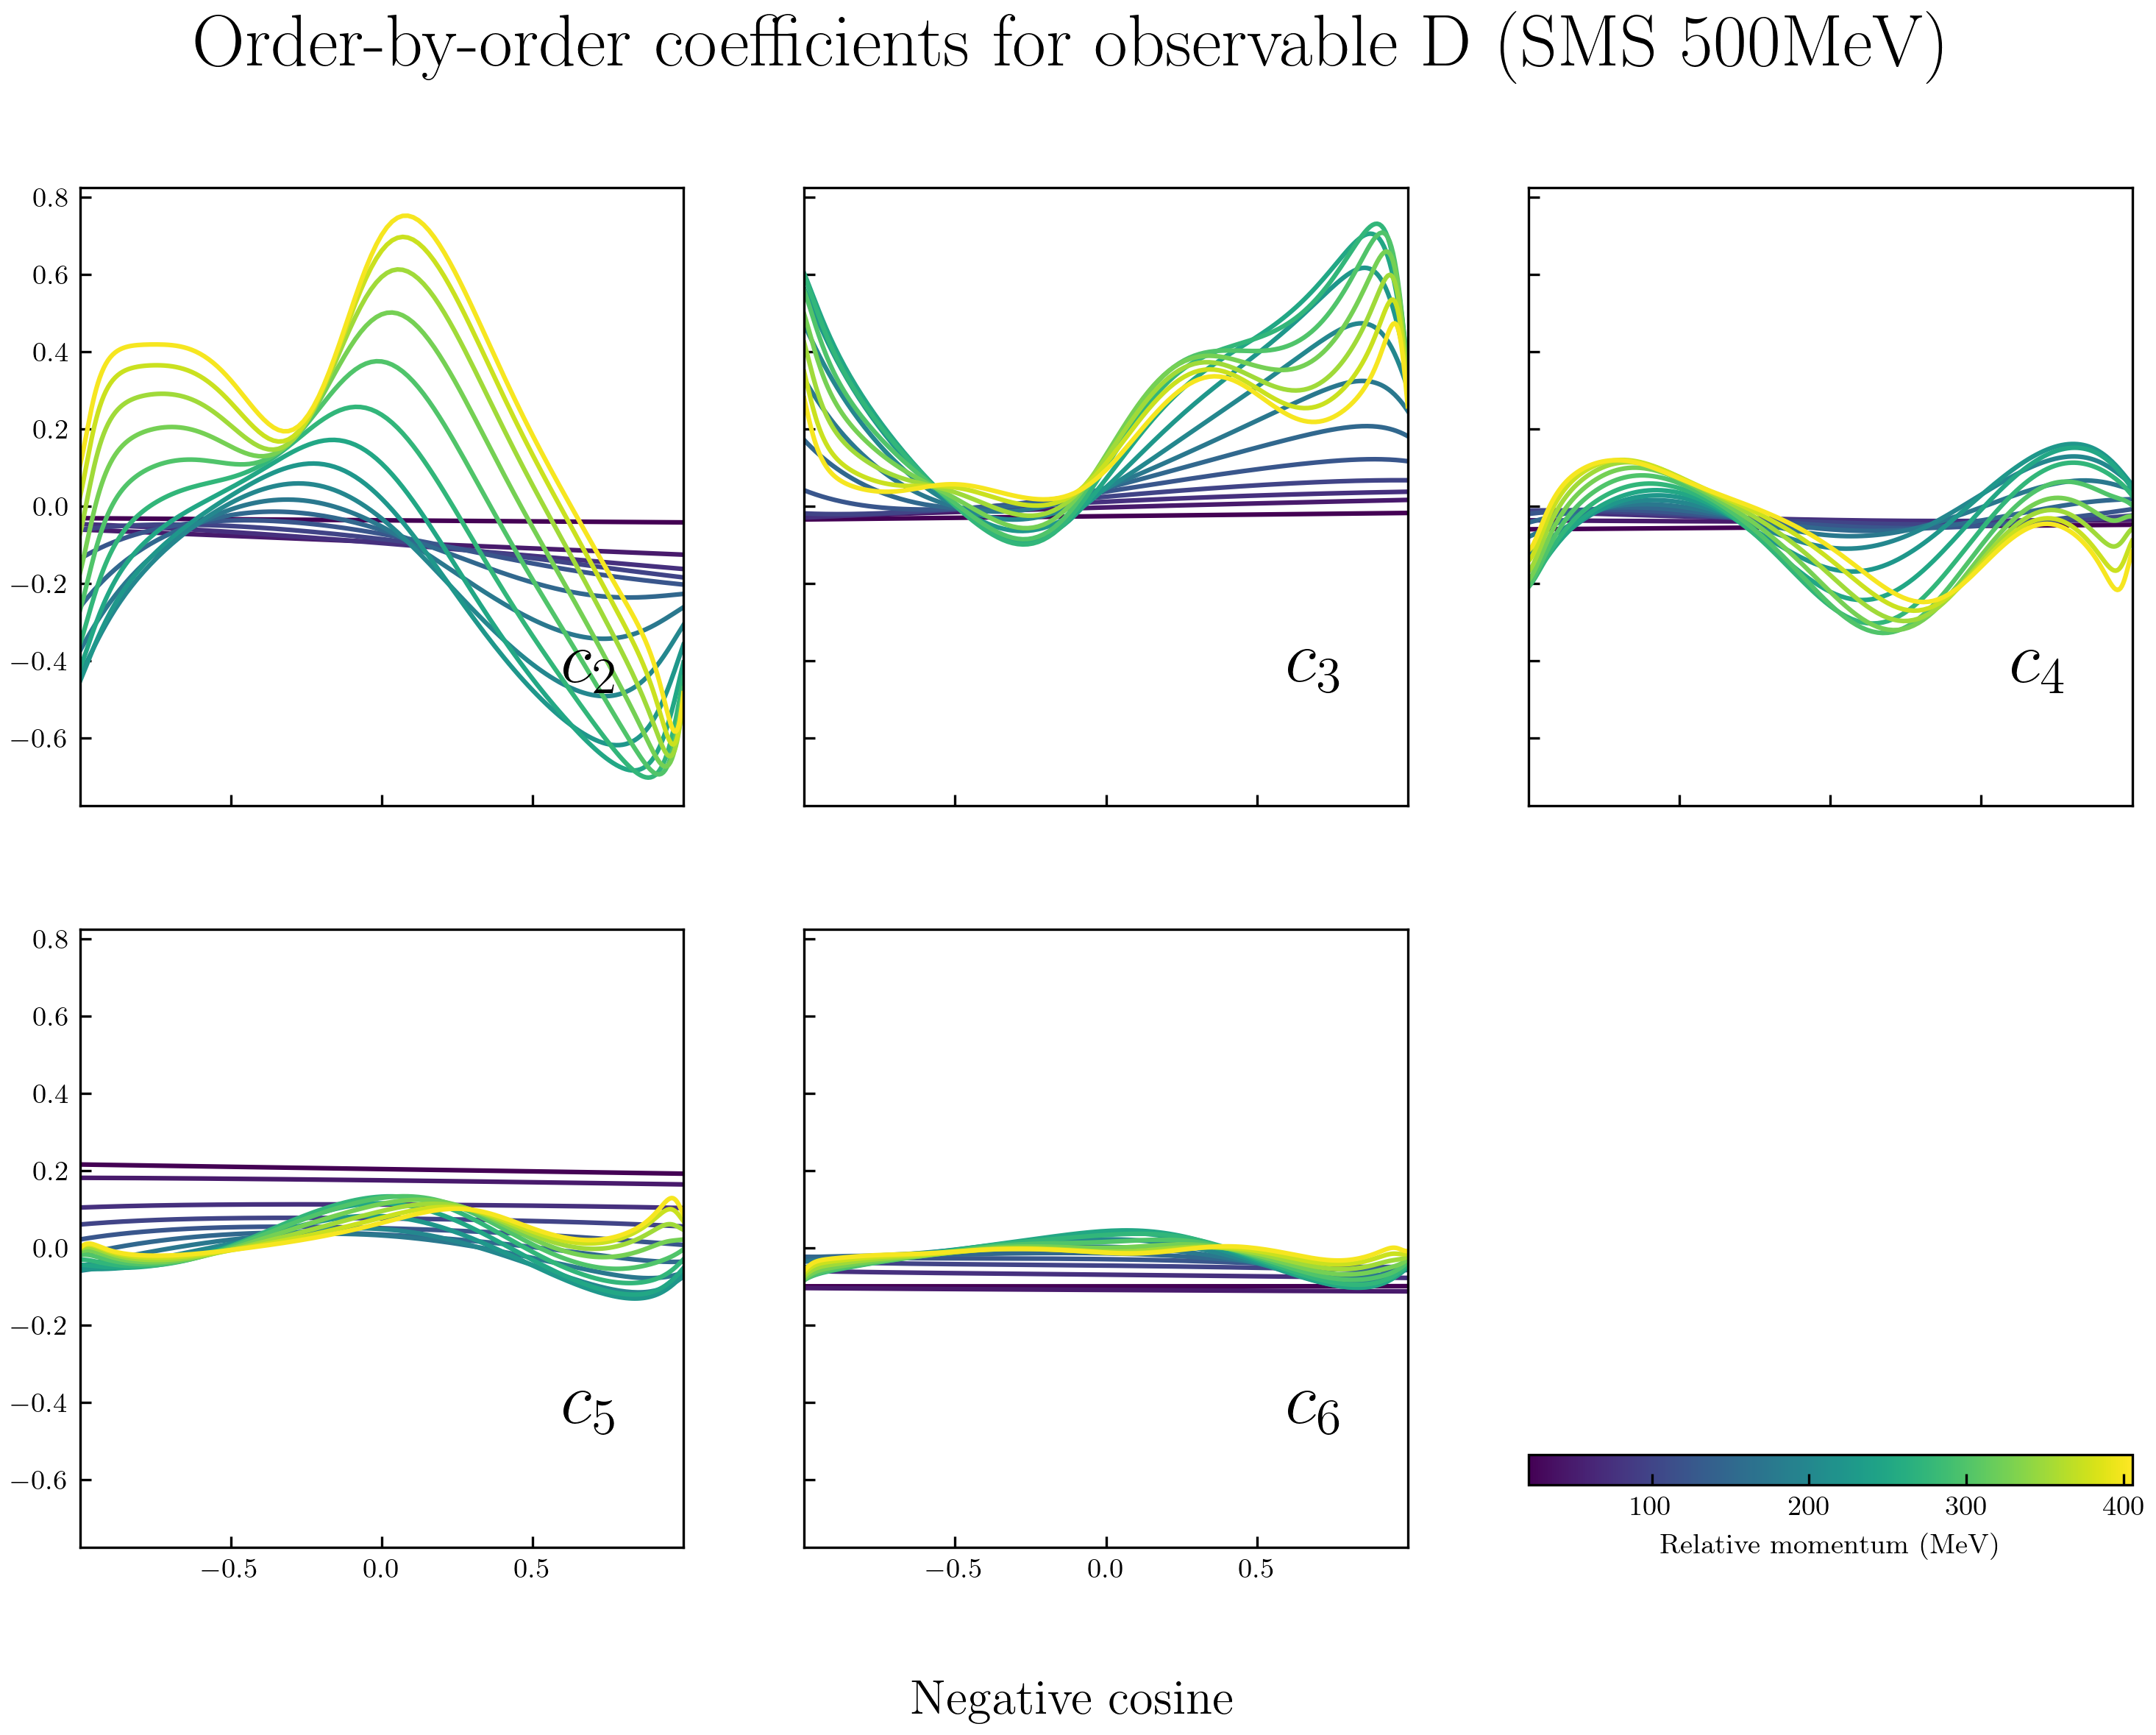 Order-by-order coefficients for observable D (SMS 500MeV)
0.8
0.6
0.4
0.2
0.0
−0.2
−0.4
−0.6
c2
c3
c4
0.8
0.6
0.4
0.2
0.0
−0.2
−0.4
−0.6
c5
c6
−0.5 0.0 0.5
−0.5 0.0 0.5
100 200 300 400
Relative momentum (MeV)
Negative cosine